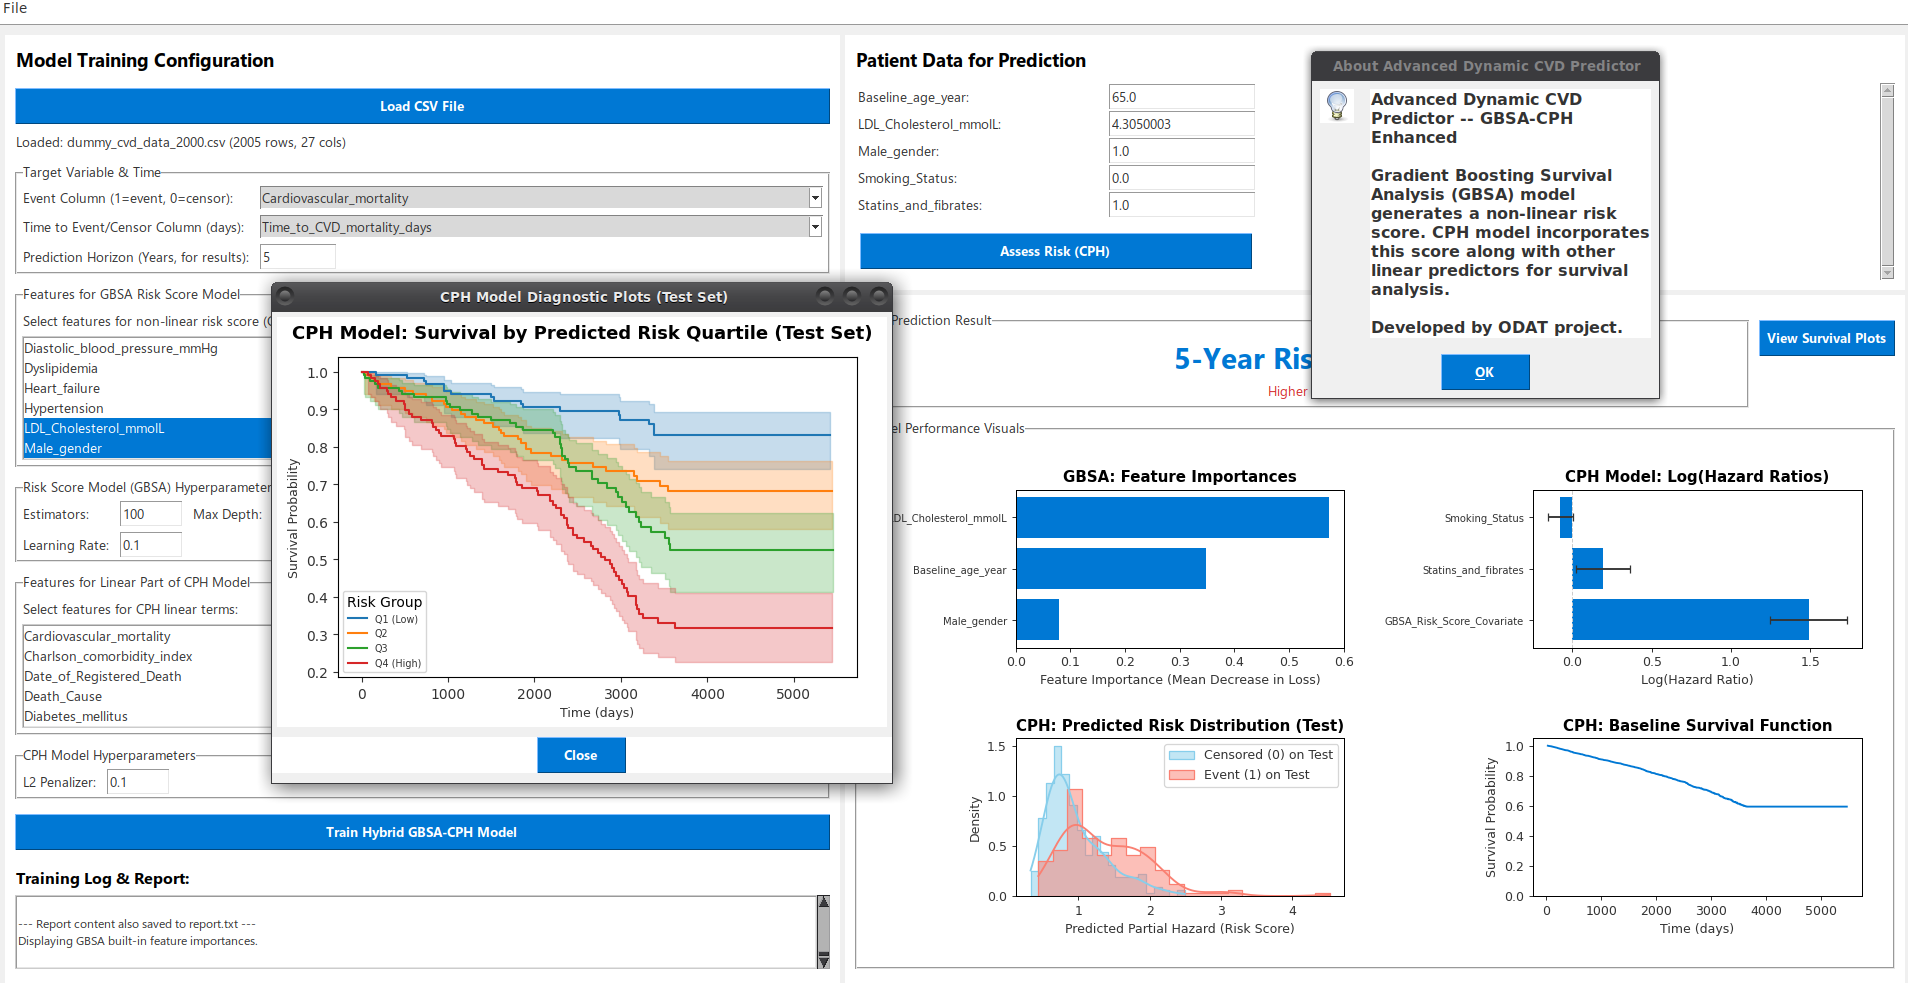 File
Model Training Configuration
Load CSV File
Loaded: dummy_cvd_data_2000.csv (2005 rows, 27 cols)
Target Variable & Time
Event Column (1=event, 0=censor): Cardiovascular_mortality
Time to Event/Censor Column (days): Time_to_CVD_mortality_days
Prediction Horizon (Years, for results): 5
Features for GBSA Risk Score Model
Select features for non-linear risk score
Diastolic_blood_pressure_mmHg
Dyslipidemia
Heart_failure
Hypertension
LDL_Cholesterol_mmolL
Male_gender
Risk Score Model (GBSA) Hyperparameter
Estimators: 100 Max Depth:
Learning Rate: 0.1
Features for Linear Part of CPH Model
Select features for CPH linear terms:
Cardiovascular_mortality
Charlson_comorbidity_index
Date_of_Registered_Death
Death_Cause
Diabetes_mellitus
CPH Model Hyperparameters
L2 Penalizer: 0.1
Train Hybrid GBSA-CPH Model
Training Log & Report:
--- Report content also saved to report.txt ---
Displaying GBSA built-in feature importances.
CPH Model Diagnostic Plots (Test Set)
CPH Model: Survival by Predicted Risk Quartile (Test Set)
Survival Probability
1.0
0.9
0.8
0.7
0.6
0.5
0.4
0.3
0.2
Risk Group
Q1 (Low)
Q2
Q3
Q4 (High)
0 1000 2000 3000 4000 5000
Time (days)
Close
Patient Data for Prediction
Baseline_age_year: 65.0
LDL_Cholesterol_mmolL: 4.3050003
Male_gender: 1.0
Smoking_Status: 0.0
Statins_and_fibrates: 1.0
Assess Risk (CPH)
About Advanced Dynamic CVD Predictor
Advanced Dynamic CVD
Predictor -- GBSA-CPH
Enhanced
Gradient Boosting Survival
Analysis (GBSA) model
generates a non-linear risk
score. CPH model incorporates
this score along with other
linear predictors for survival
analysis.
Developed by ODAT project.
OK
Prediction Result
5-Year Ris
Higher
View Survival Plots
Performance Visuals
GBSA: Feature Importances
DL_Cholesterol_mmolL
Baseline_age_year
Male_gender
0.0 0.1 0.2 0.3 0.4 0.5 0.6
Feature Importance (Mean Decrease in Loss)
CPH Model: Log(Hazard Ratios)
Smoking_Status
Statins_and_fibrates
GBSA_Risk_Score_Covariate
0.0 0.5 1.0 1.5
Log(Hazard Ratio)
CPH: Predicted Risk Distribution (Test)
Density
1.5
1.0
0.5
0.0
Censored (0) on Test
Event (1) on Test
1 2 3 4
Predicted Partial Hazard (Risk Score)
CPH: Baseline Survival Function
Survival Probability
1.0
0.8
0.6
0.4
0.2
0.0
0 1000 2000 3000 4000 5000
Time (days)